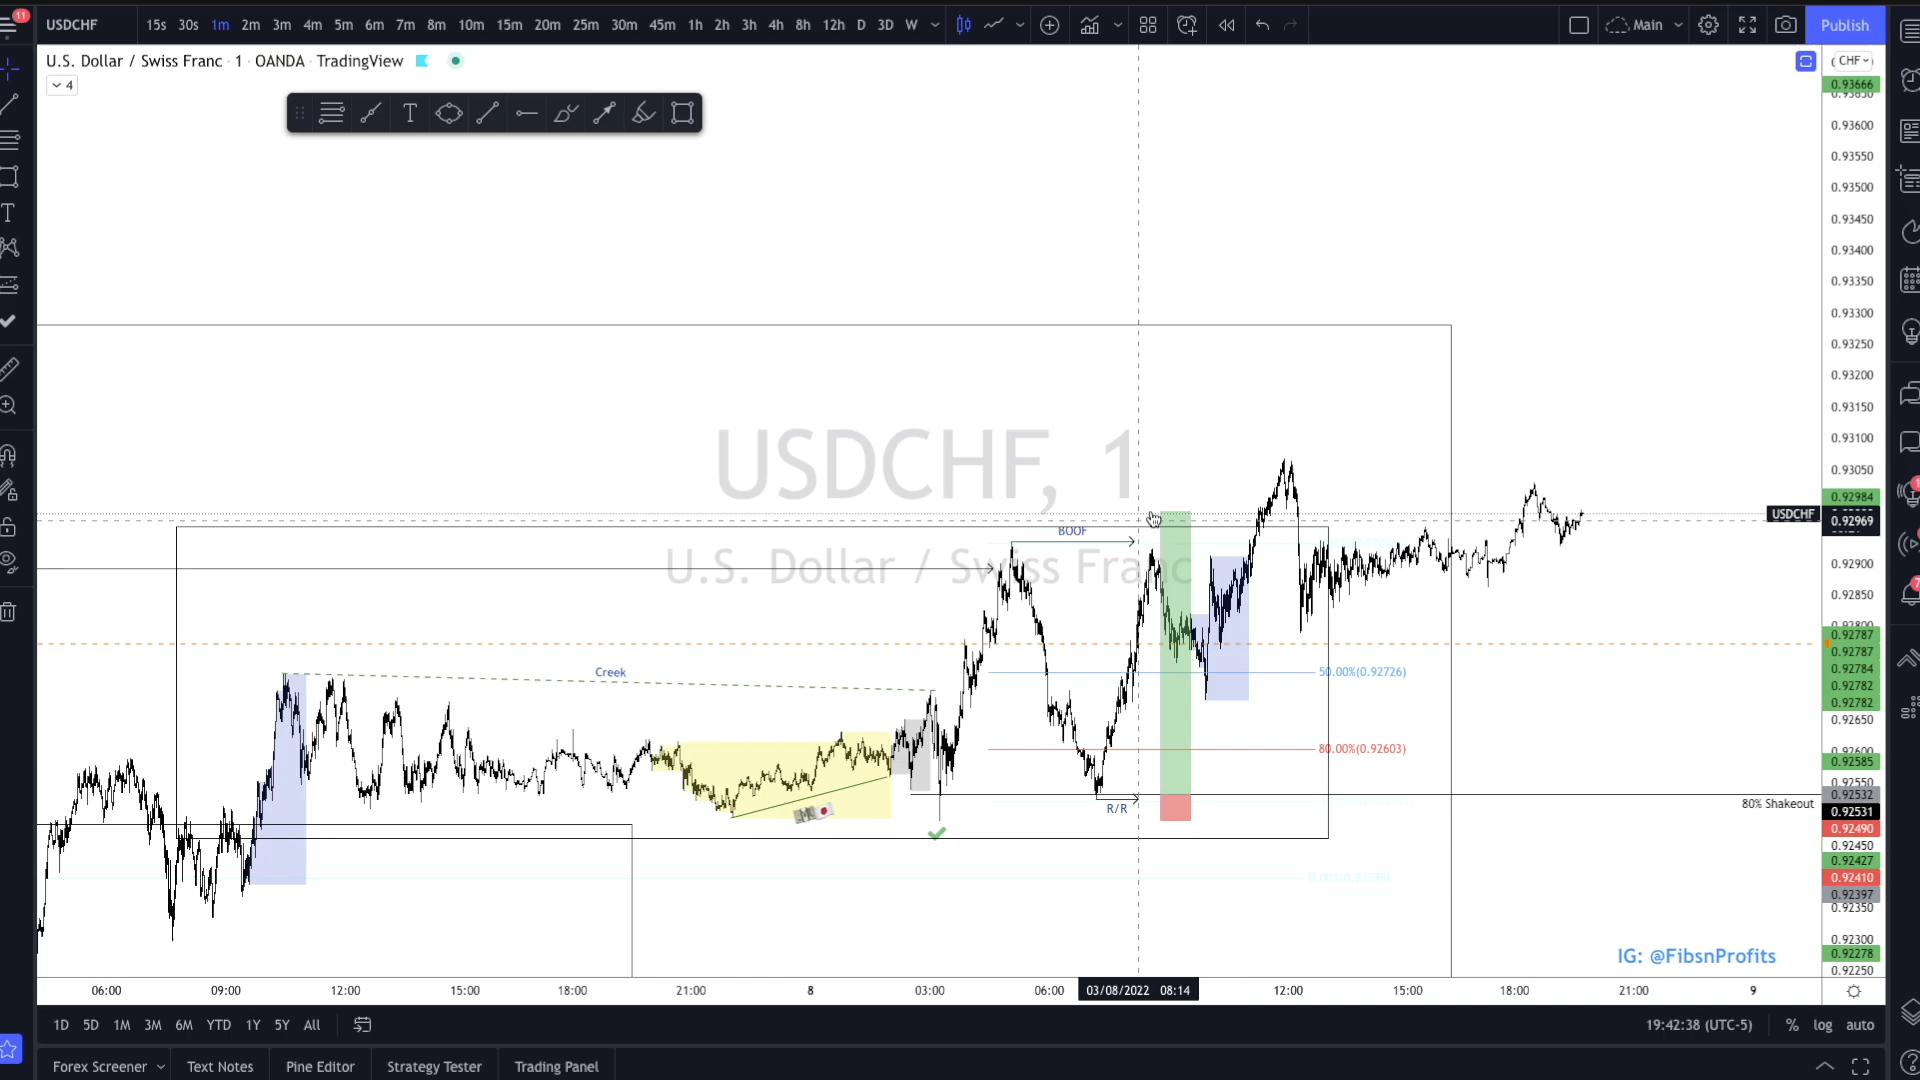 11
USDCHF 15s 30s 1m 2m 3m 4m 5m 6m 7m 8m 10m 15m 20m 25m 30m 45m 1h 2h 3h 4h 8h 12h D 3D W Main Publish
U.S. Dollar / Swiss Franc · 1 · OANDA · TradingView
CHF
4
T
T
USDCHF, 1
U.S. Dollar / Swiss Franc
BOOF
Creek
R/R
50.00%(0.92726)
80.00%(0.92603)
80% Shakeout
USDCHF
0.93666
0.93600
0.93550
0.93500
0.93450
0.93400
0.93350
0.93300
0.93250
0.93200
0.93150
0.93100
0.93050
0.92984
0.92969
0.92900
0.92850
0.92787
0.92787
0.92784
0.92782
0.92782
0.92650
0.92600
0.92585
0.92550
0.92532
0.92531
0.92490
0.92450
0.92427
0.92410
0.92397
0.92350
0.92300
0.92278
0.92250
IG: @FibsnProfits
06:00 09:00 12:00 15:00 18:00 21:00 8 03:00 06:00 03/08/2022 08:14 12:00 15:00 18:00 21:00 9
1D 5D 1M 3M 6M YTD 1Y 5Y All 19:42:38 (UTC-5) % log auto
Forex Screener Text Notes Pine Editor Strategy Tester Trading Panel